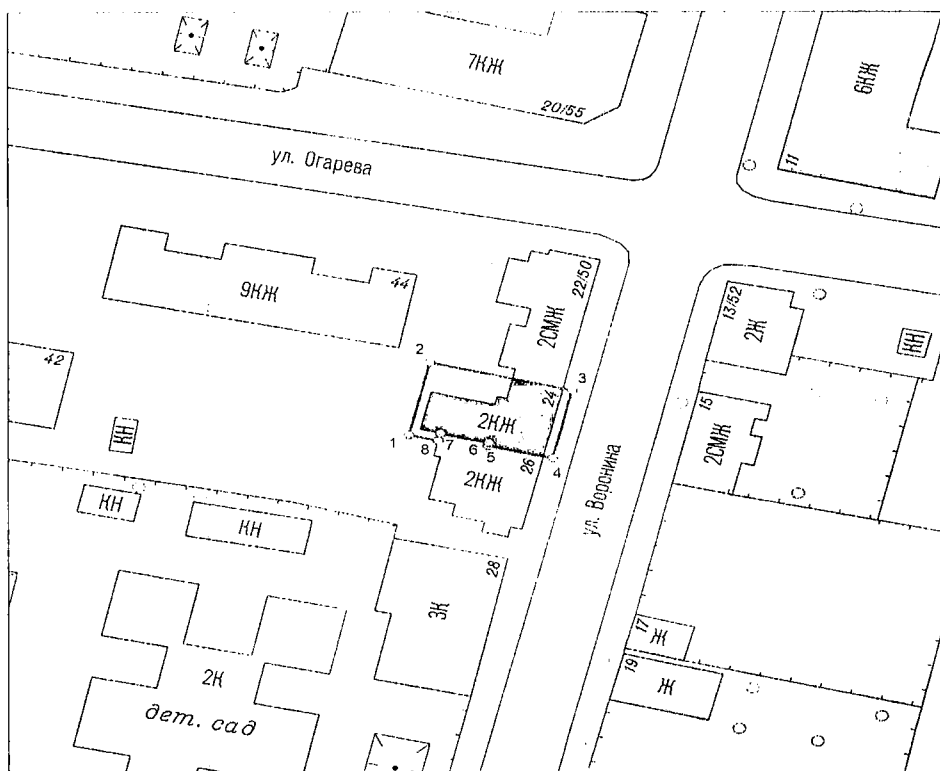 7КЖ
20/55
6КЖ
11
ул. Огарева
22/50
44
9КЖ
2СМЖ
13/52
2Ж
КН
42
2
3
24
2КЖ
15
2СМЖ
КН
1
8
7
6
5
26
4
2КЖ
ул. Воронина
КН
КН
28
3К
17
Ж
19
Ж
2К
дет. сад